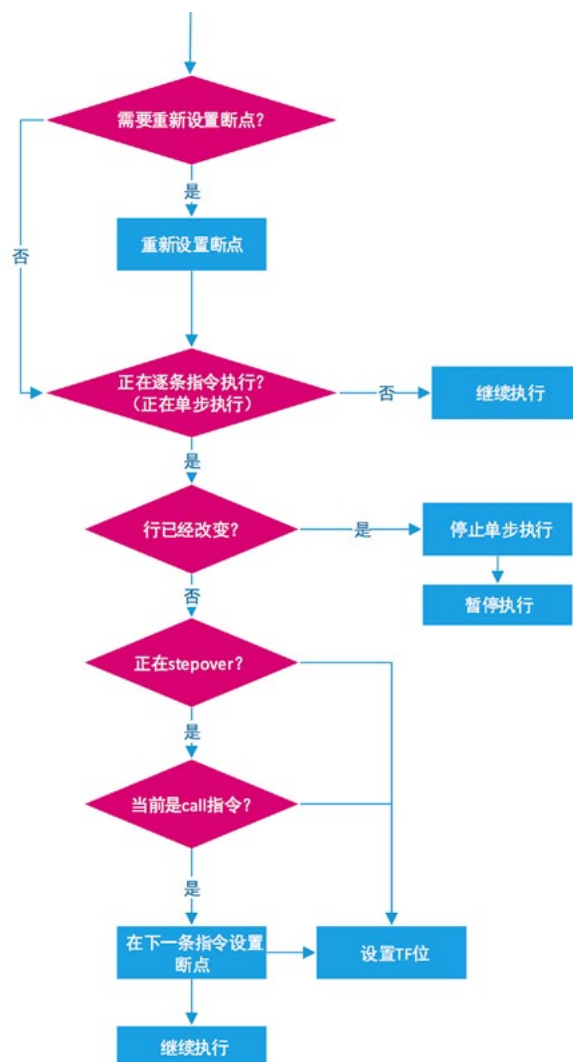 需要重新设置断点？
是
否
重新设置断点
正在逐条指令执行？
（正在单步执行）
否
继续执行
是
行已经改变？
是
停止单步执行
暂停执行
否
正在stepover？
是
当前是call指令？
是
在下一条指令设置
断点
设置TF位
继续执行